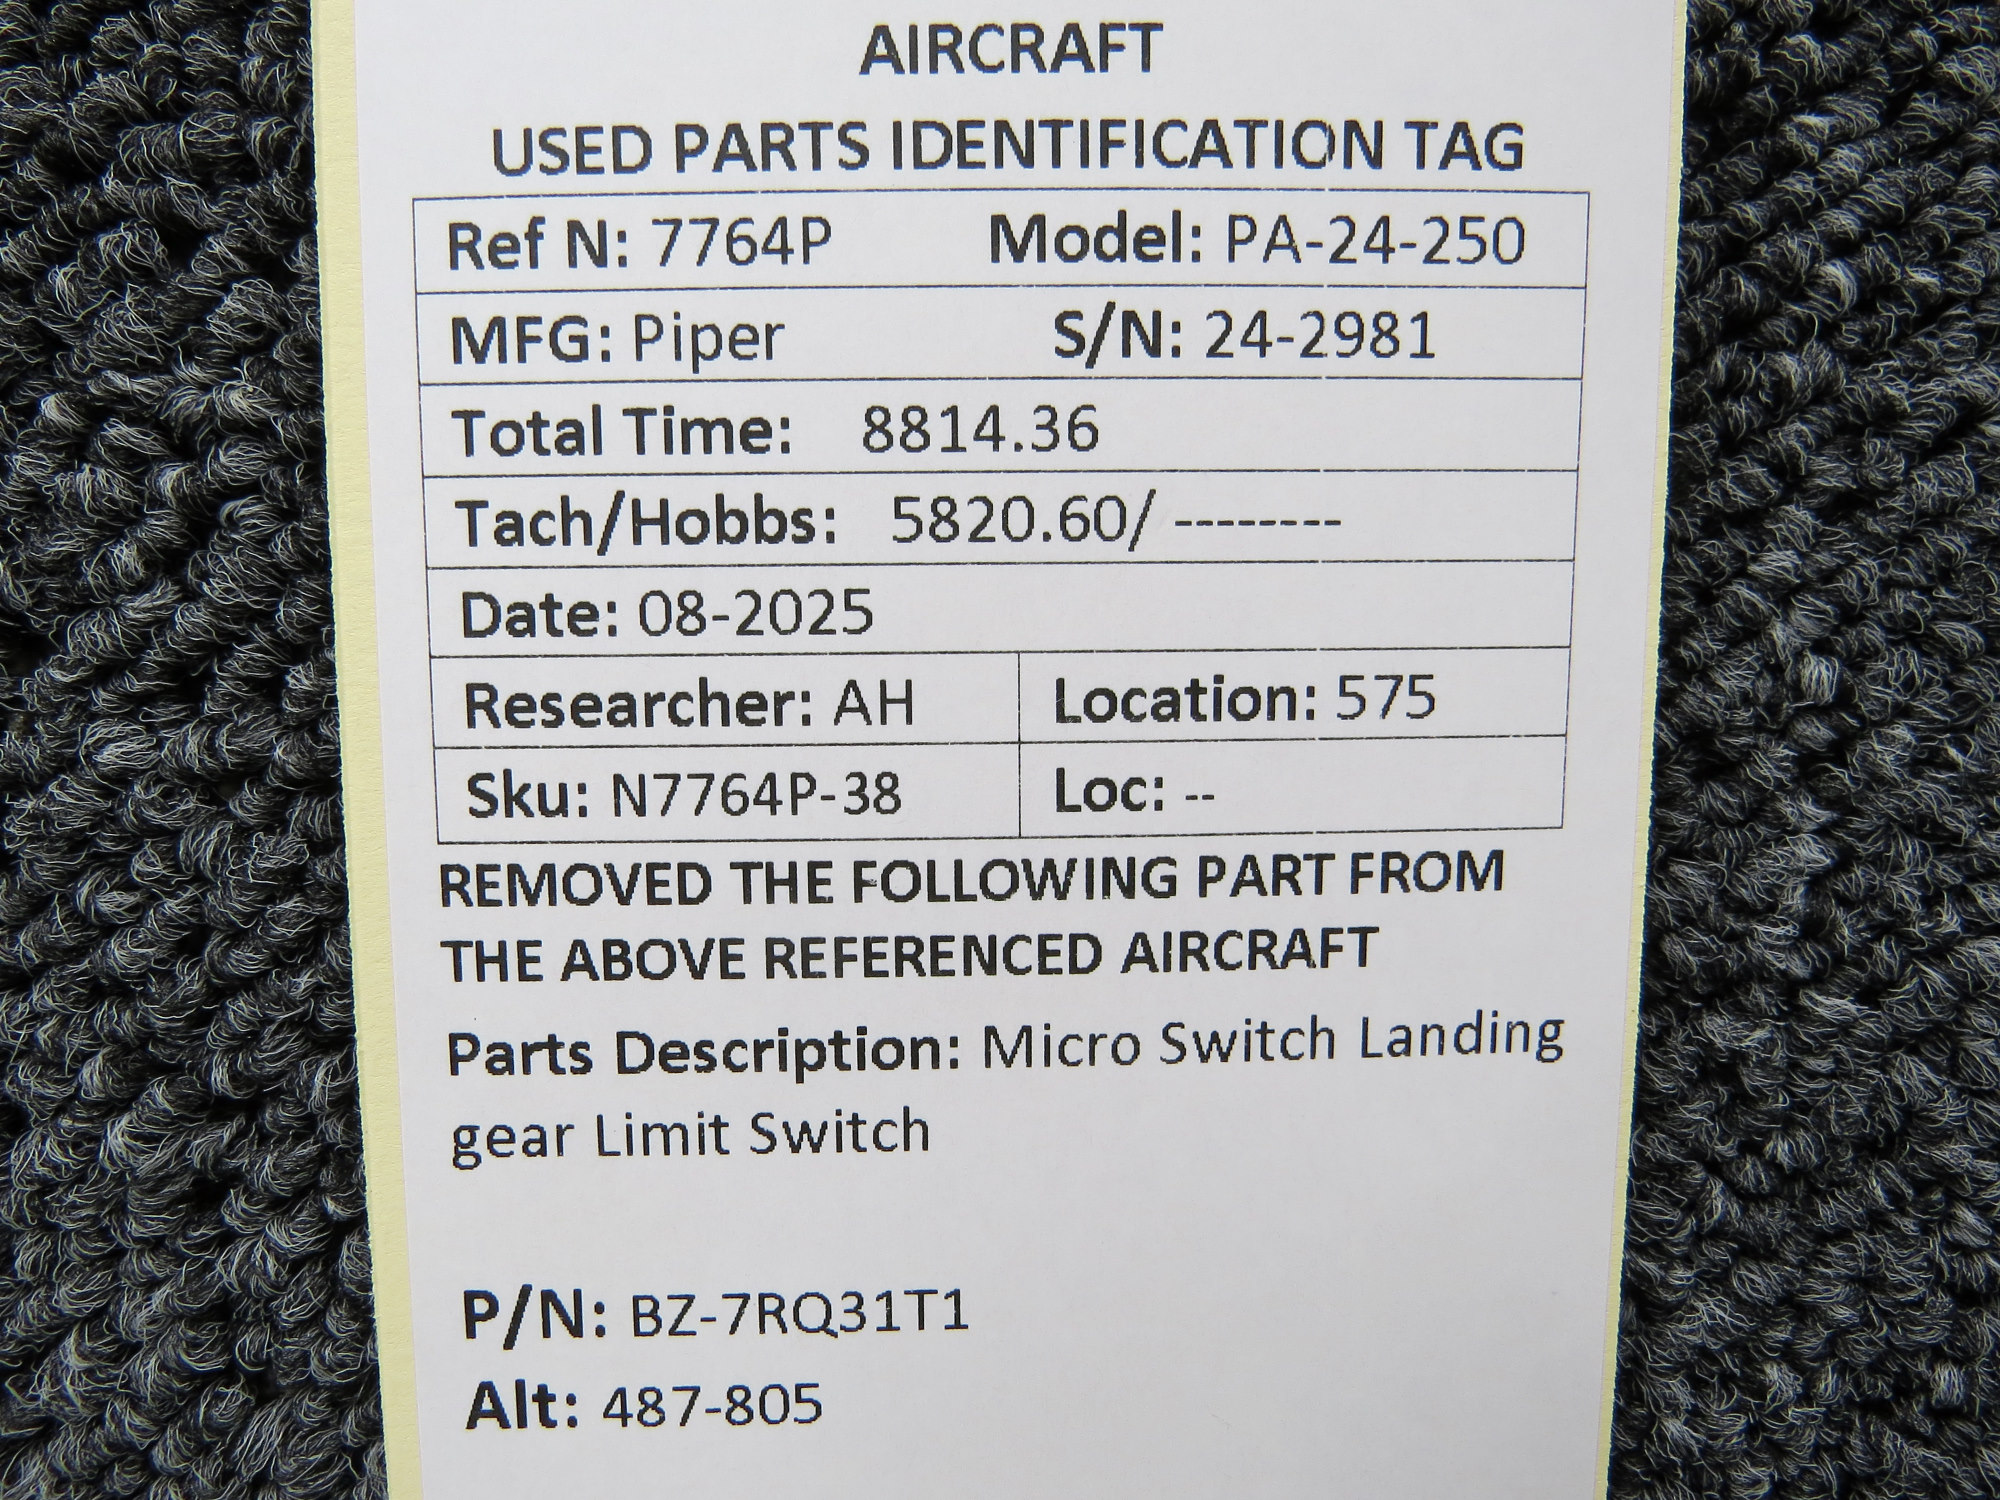 AIRCRAFT
USED PARTS IDENTIFICATION TAG
Ref N: 7764P Model: PA-24-250
MFG: Piper S/N: 24-2981
Total Time: 8814.36
Tach/Hobbs: 5820.60/ --------
Date: 08-2025
Researcher: AH Location: 575
Sku: N7764P-38 Loc: --
REMOVED THE FOLLOWING PART FROM
THE ABOVE REFERENCED AIRCRAFT
Parts Description: Micro Switch Landing
gear Limit Switch
P/N: BZ-7RQ31T1
Alt: 487-805